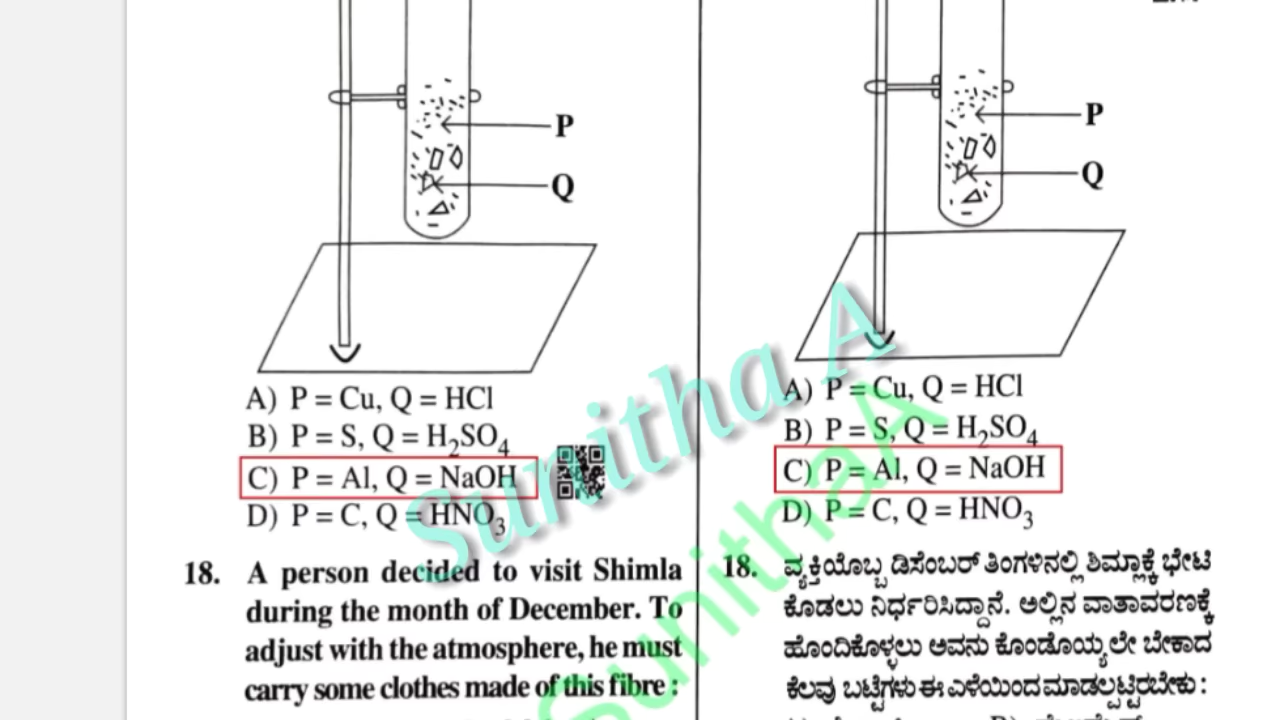 P
Q
A) P = Cu, Q = HCl
B) P = S, Q = H₂SO₄
C) P = Al, Q = NaOH
D) P = C, Q = HNO₃
18. A person decided to visit Shimla
during the month of December. To
adjust with the atmosphere, he must
carry some clothes made of this fibre :
P
Q
A) P = Cu, Q = HCl
B) P = S, Q = H₂SO₄
C) P = Al, Q = NaOH
D) P = C, Q = HNO₃
18. ವ್ಯಕ್ತಿಯೊಬ್ಬ ಡಿಸೆಂಬರ್ ತಿಂಗಳಿನಲ್ಲಿ ಶಿಮ್ಲಾಕ್ಕೆ ಭೇಟಿ
ಕೊಡಲು ನಿರ್ಧರಿಸಿದ್ದಾನೆ. ಅಲ್ಲಿನ ವಾತಾವರಣಕ್ಕೆ
ಹೊಂದಿಕೊಳ್ಳಲು ಅವನು ಕೊಂಡೊಯ್ಯಲೇ ಬೇಕಾದ
ಕೆಲವು ಬಟ್ಟೆಗಳು ಈ ಎಳೆಯಿಂದ ಮಾಡಲ್ಪಟ್ಟಿರಬೇಕು :
Sunitha A
Sunitha A